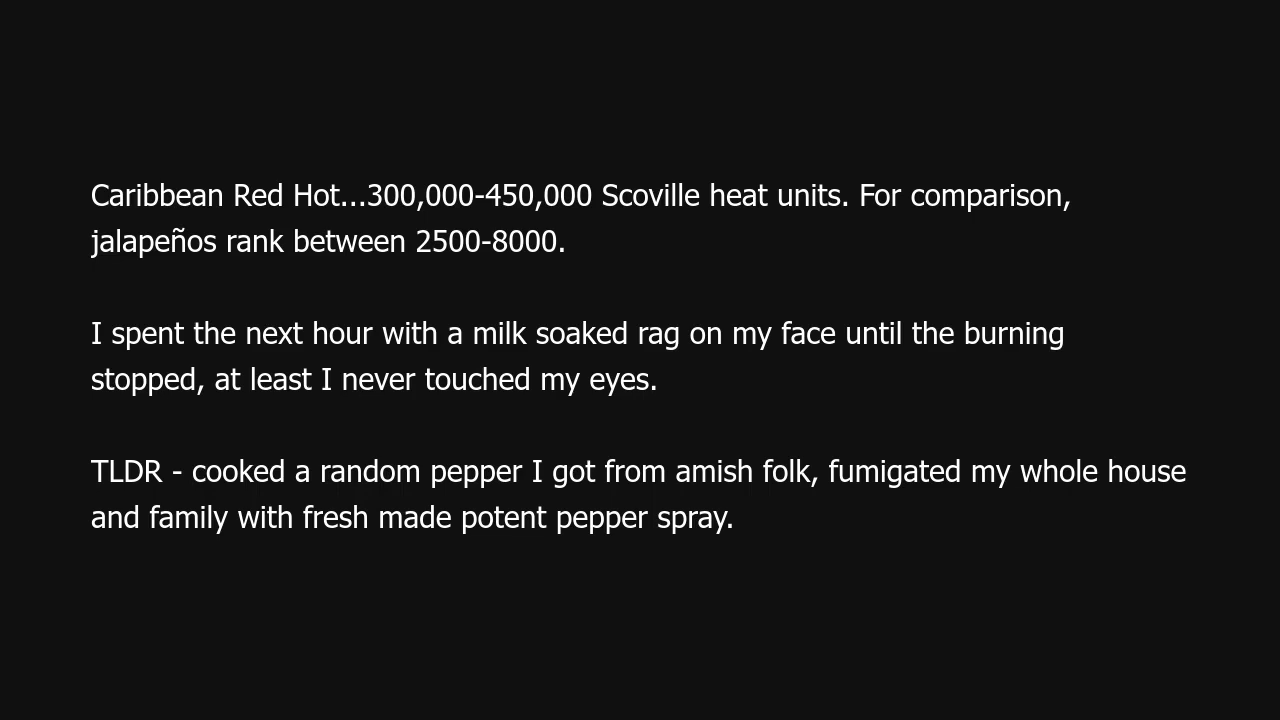 Caribbean Red Hot...300,000-450,000 Scoville heat units. For comparison,
jalapeños rank between 2500-8000.
I spent the next hour with a milk soaked rag on my face until the burning
stopped, at least I never touched my eyes.
TLDR - cooked a random pepper I got from amish folk, fumigated my whole house
and family with fresh made potent pepper spray.